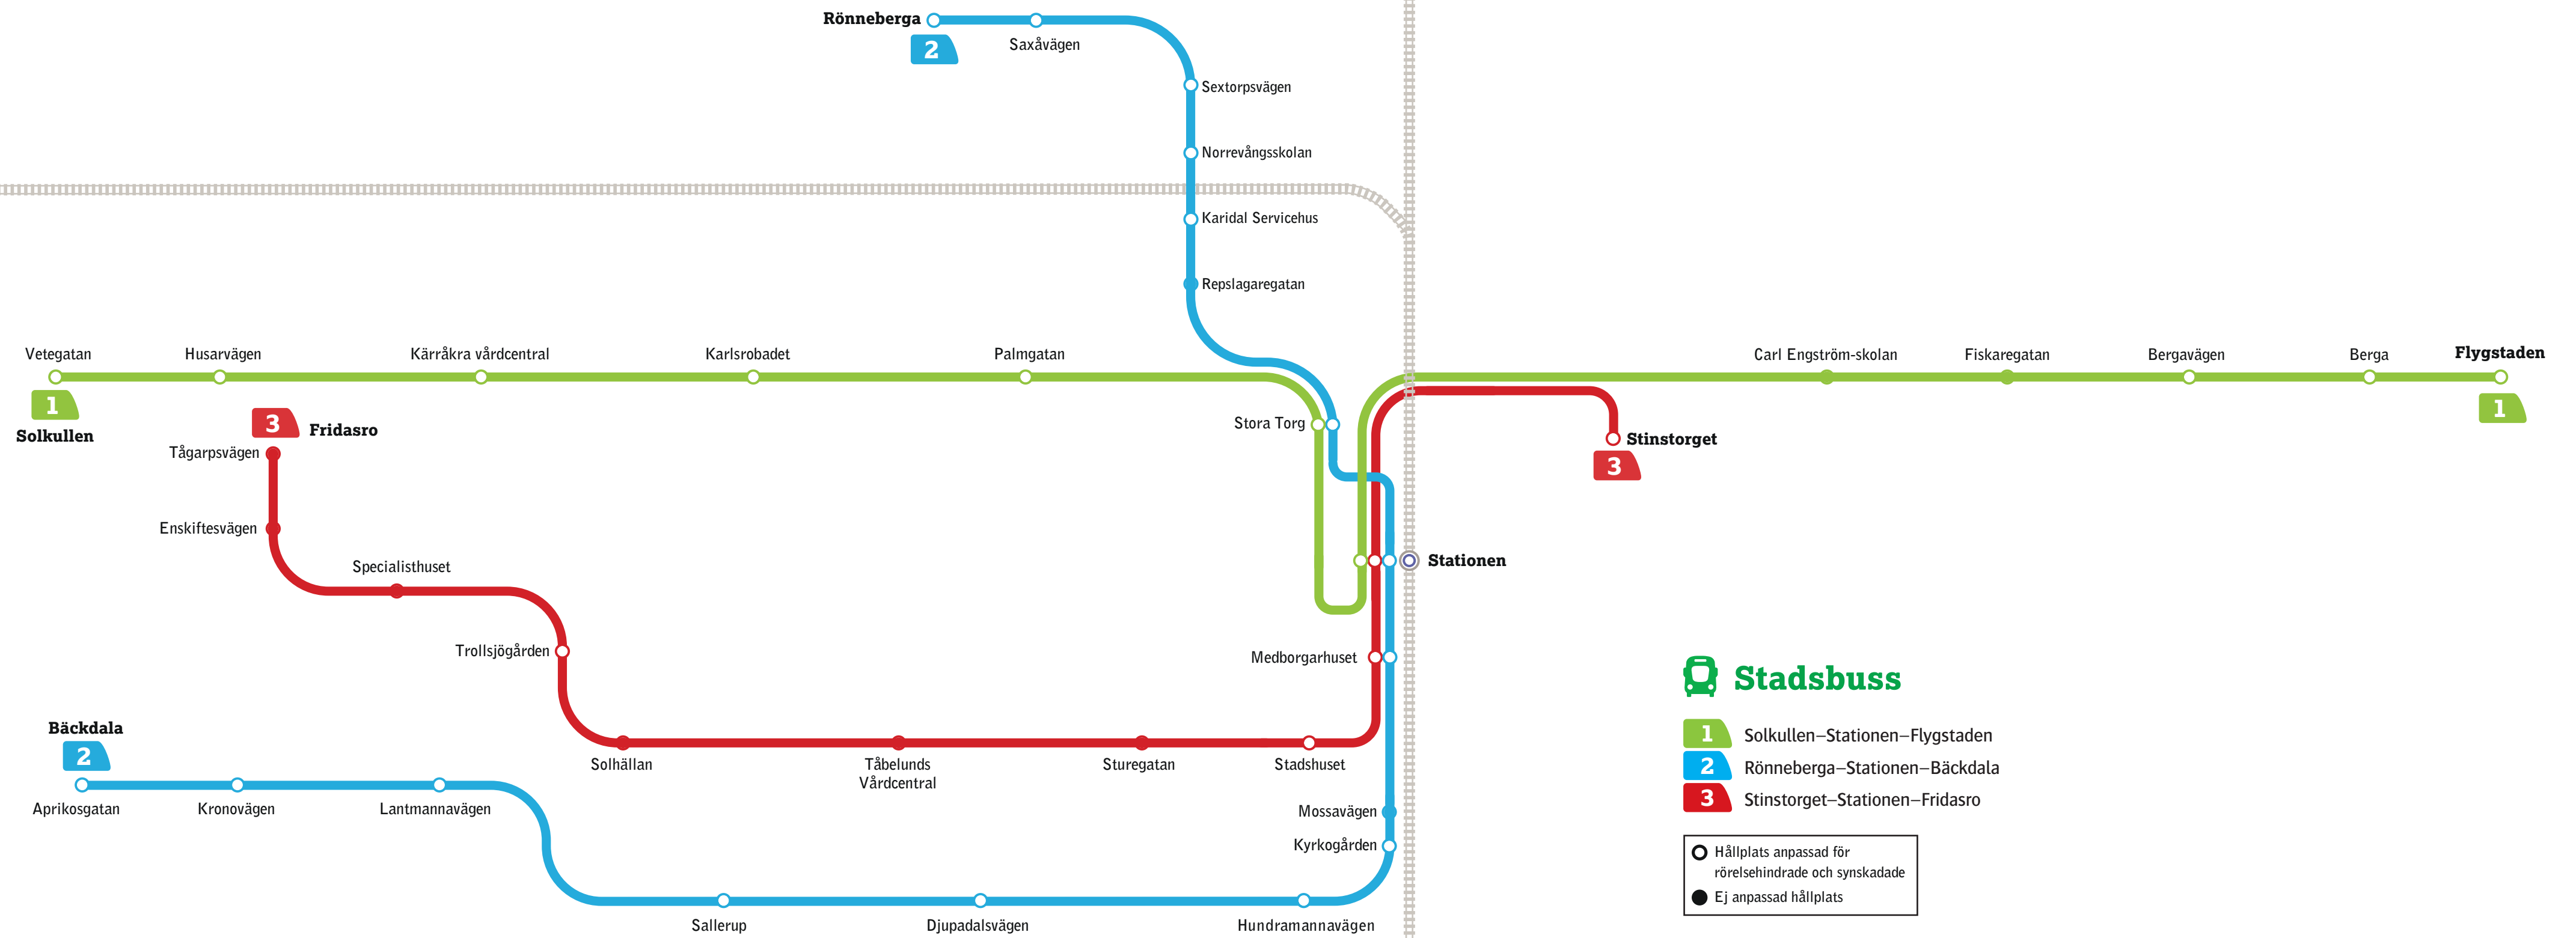 Rönneberga
2
Saxåvägen
Sextorpsvägen
Norrevångsskolan
Karidal Servicehus
Repslagaregatan
Vetegatan
Husarvägen
Kärråkra vårdcentral
Karlsrobadet
Palmgatan
Carl Engström-skolan
Fiskaregatan
Bergavägen
Berga
Flygstaden
1
Solkullen
1
3
Fridasro
Stora Torg
Stinstorget
3
Tågarpsvägen
Enskiftesvägen
Specialisthuset
Stationen
Trollsjögården
Medborgarhuset
Bäckdala
2
Solhällan
Tåbelunds
Vårdcentral
Sturegatan
Stadshuset
Aprikosgatan
Kronovägen
Lantmannavägen
Mossavägen
Kyrkogården
Sallerup
Djupadalsvägen
Hundramannavägen
Stadsbuss
1 Solkullen–Stationen–Flygstaden
2 Rönneberga–Stationen–Bäckdala
3 Stinstorget–Stationen–Fridasro
Hållplats anpassad för
rörelsehindrade och synskadade
Ej anpassad hållplats